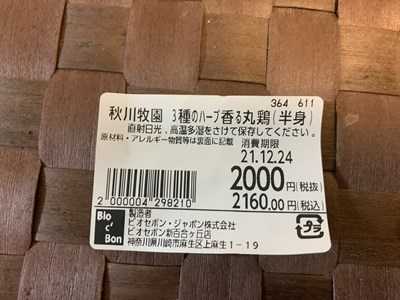 364 611
秋川牧園 3種のハーブ香る丸鶏(半身)
直射日光、高温多湿をさけて保存してください。
原材料・アレルギー物質等は裏面に記載 消費期限
21.12.24
2000円(税抜)
2160.00円(税込)
2 000004 298210
Bio c' Bon
製造者
ビオセボン・ジャポン株式会社
ビオセボン新百合ヶ丘店
神奈川県川崎市麻生区上麻生1-19
プラ